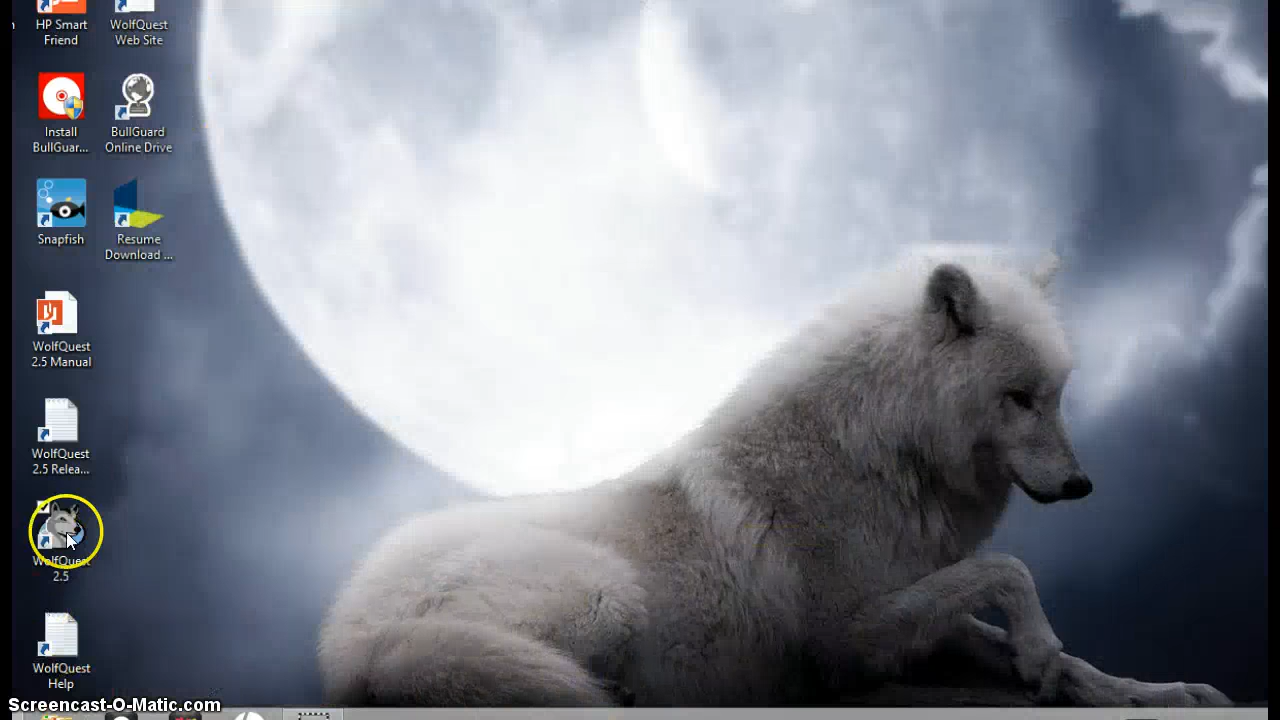 HP Smart
Friend
WolfQuest
Web Site
Install
BullGuar...
BullGuard
Online Drive
Snapfish
Resume
Download ...
WolfQuest
2.5 Manual
WolfQuest
2.5 Relea...
WolfQuest
2.5
WolfQuest
Help
Screencast-O-Matic.com